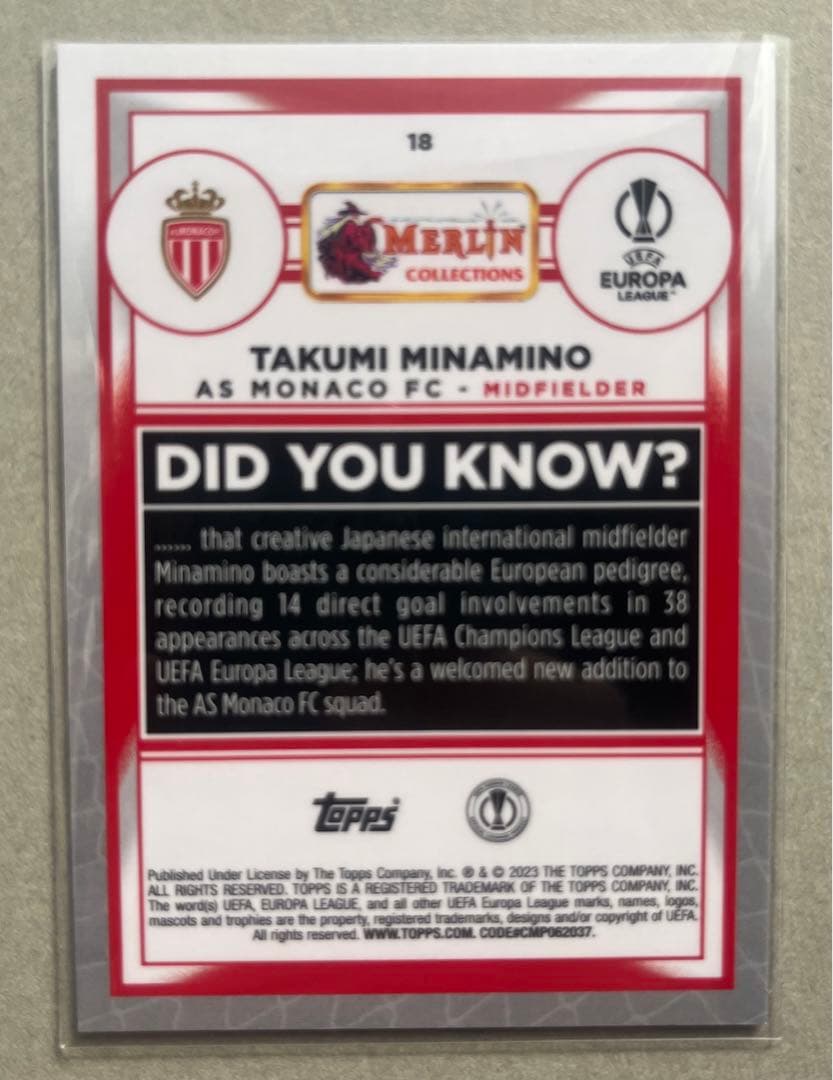 18
MONACO
MERLIN
COLLECTIONS
UEFA
EUROPA
LEAGUE™
TAKUMI MINAMINO
AS MONACO FC - MIDFIELDER
DID YOU KNOW?
...... that creative Japanese international midfielder
Minamino boasts a considerable European pedigree,
recording 14 direct goal involvements in 38
appearances across the UEFA Champions League and
UEFA Europa League; he's a welcomed new addition to
the AS Monaco FC squad.
topps
Published Under License by The Topps Company, Inc. ® & © 2023 THE TOPPS COMPANY, INC.
ALL RIGHTS RESERVED. TOPPS IS A REGISTERED TRADEMARK OF THE TOPPS COMPANY, INC.
The word(s) UEFA, EUROPA LEAGUE, and all other UEFA Europa League marks, names, logos,
mascots and trophies are the property, registered trademarks, designs and/or copyright of UEFA.
All rights reserved. WWW.TOPPS.COM. CODE#CMP062037.